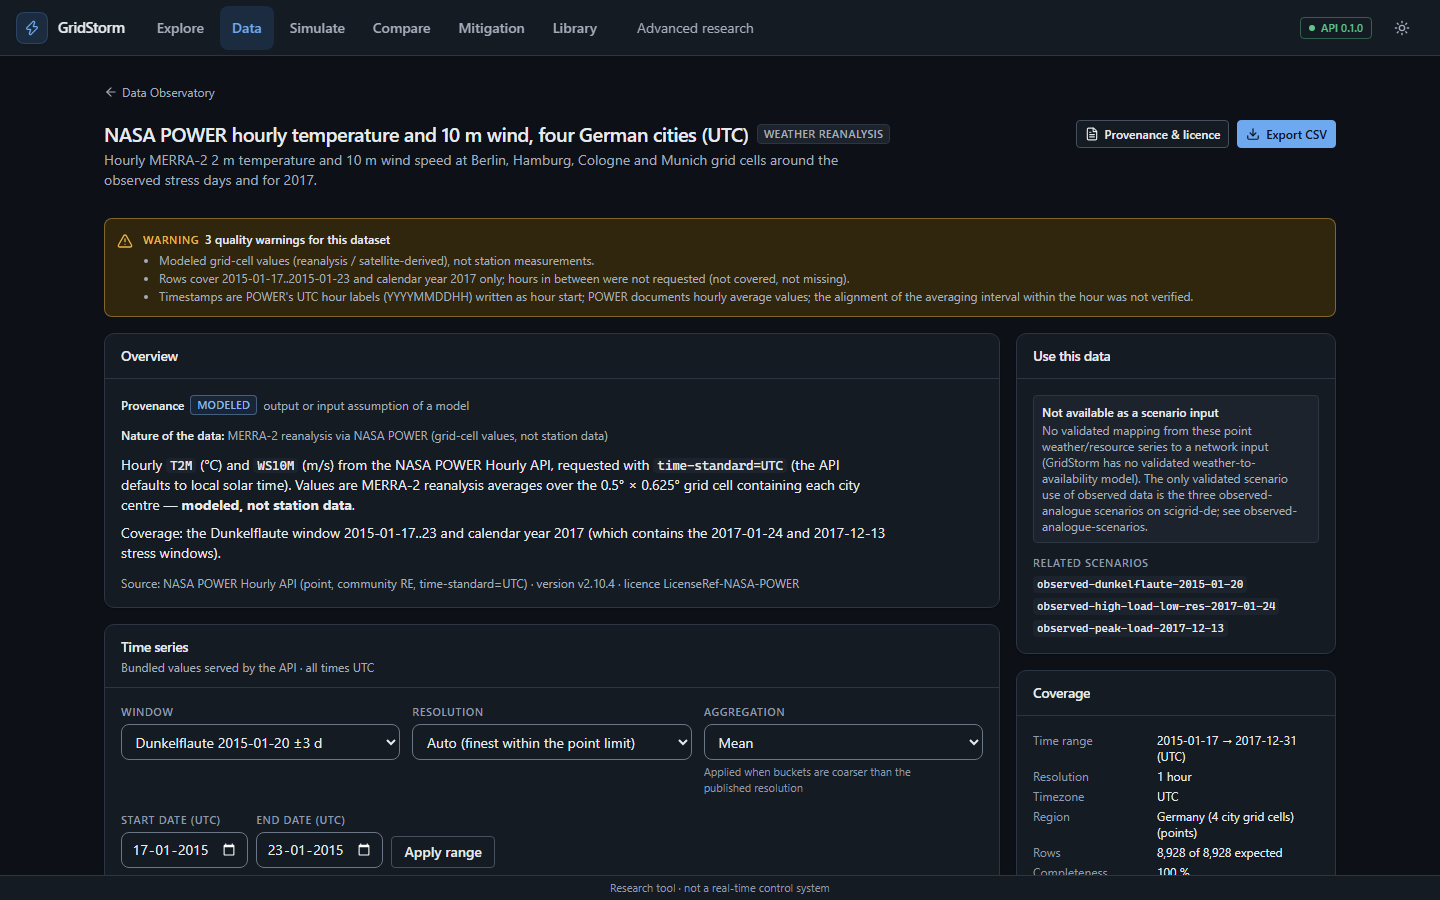 GridStorm Explore Data Simulate Compare Mitigation Library Advanced research API 0.1.0
Data Observatory
NASA POWER hourly temperature and 10 m wind, four German cities (UTC) WEATHER REANALYSIS
Provenance & licence Export CSV
Hourly MERRA-2 2 m temperature and 10 m wind speed at Berlin, Hamburg, Cologne and Munich grid cells around the
observed stress days and for 2017.
WARNING 3 quality warnings for this dataset
• Modeled grid-cell values (reanalysis / satellite-derived), not station measurements.
• Rows cover 2015-01-17..2015-01-23 and calendar year 2017 only; hours in between were not requested (not covered, not missing).
• Timestamps are POWER's UTC hour labels (YYYYMMDDHH) written as hour start; POWER documents hourly average values; the alignment of the averaging interval within the hour was not verified.
Overview
Provenance MODELED output or input assumption of a model
Nature of the data: MERRA-2 reanalysis via NASA POWER (grid-cell values, not station data)
Hourly T2M (°C) and WS10M (m/s) from the NASA POWER Hourly API, requested with time-standard=UTC (the API
defaults to local solar time). Values are MERRA-2 reanalysis averages over the 0.5° × 0.625° grid cell containing each city
centre — modeled, not station data.
Coverage: the Dunkelflaute window 2015-01-17..23 and calendar year 2017 (which contains the 2017-01-24 and 2017-12-13
stress windows).
Source: NASA POWER Hourly API (point, community RE, time-standard=UTC) · version v2.10.4 · licence LicenseRef-NASA-POWER
Time series
Bundled values served by the API · all times UTC
WINDOW RESOLUTION AGGREGATION
Dunkelflaute 2015-01-20 ±3 d Auto (finest within the point limit) Mean
Applied when buckets are coarser than the
published resolution
START DATE (UTC) END DATE (UTC)
17-01-2015 23-01-2015 Apply range
Use this data
Not available as a scenario input
No validated mapping from these point
weather/resource series to a network input
(GridStorm has no validated weather-to-
availability model). The only validated scenario
use of observed data is the three observed-
analogue scenarios on scigrid-de; see observed-
analogue-scenarios.
RELATED SCENARIOS
observed-dunkelflaute-2015-01-20
observed-high-load-low-res-2017-01-24
observed-peak-load-2017-12-13
Coverage
Time range 2015-01-17 → 2017-12-31
(UTC)
Resolution 1 hour
Timezone UTC
Region Germany (4 city grid cells)
(points)
Rows 8,928 of 8,928 expected
Completeness 100 %
Research tool · not a real-time control system